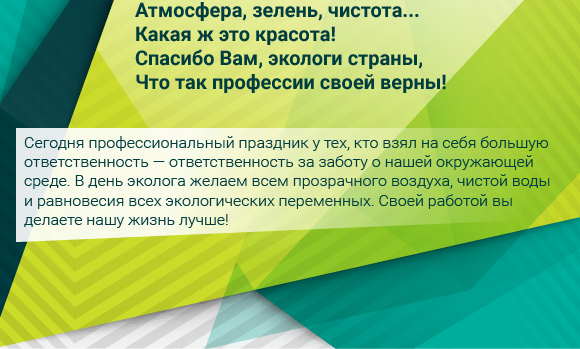 Атмосфера, зелень, чистота...
Какая ж это красота!
Спасибо Вам, экологи страны,
Что так профессии своей верны!
Сегодня профессиональный праздник у тех, кто взял на себя большую
ответственность — ответственность за заботу о нашей окружающей
среде. В день эколога желаем всем прозрачного воздуха, чистой воды
и равновесия всех экологических переменных. Своей работой вы
делаете нашу жизнь лучше!